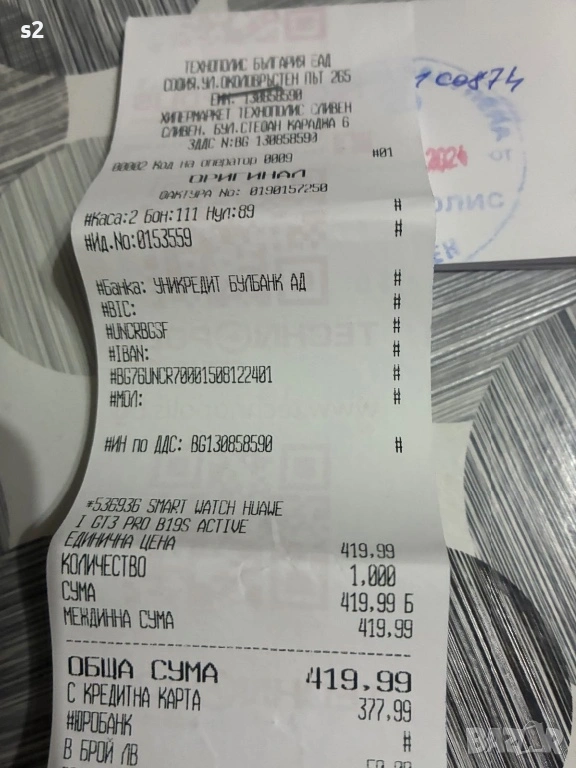 s2
ТЕХНОПОЛИС БЪЛГАРИЯ ЕАД
СОФИЯ.УЛ.ОКОЛОВРЪСТЕН ПЪТ 265
ЕИК: 130858590
ХИПЕРМАРКЕТ ТЕХНОПОЛИС СЛИВЕН
СЛИВЕН, БУЛ.СТЕФАН КАРАДЖА 6
ЗДДС N:BG 130858590
00002 Код на оператор 0009 #01
ОРИГИНАЛ
ФАКТУРА No: 0190157250
#Каса:2 Бон:111 Нул:89 #
#Ид.No:0153559 #
#Банка: УНИКРЕДИТ БУЛБАНК АД #
#BIC: #
#UNCRBGSF #
#IBAN: #
#BG76UNCR70001508122401 #
#МОЛ: #
#ИН по ДДС: BG130858590 #
*536936 SMART WATCH HUAWE
I GT3 PRO B19S ACTIVE
ЕДИНИЧНА ЦЕНА 419.99
КОЛИЧЕСТВО 1,000
СУМА 419.99 Б
МЕЖДИННА СУМА 419.99
ОБЩА СУМА 419.99
С КРЕДИТНА КАРТА 377.99
#ЮРОБАНК #
В БРОЙ ЛВ
2024
ОТ
BAZAR